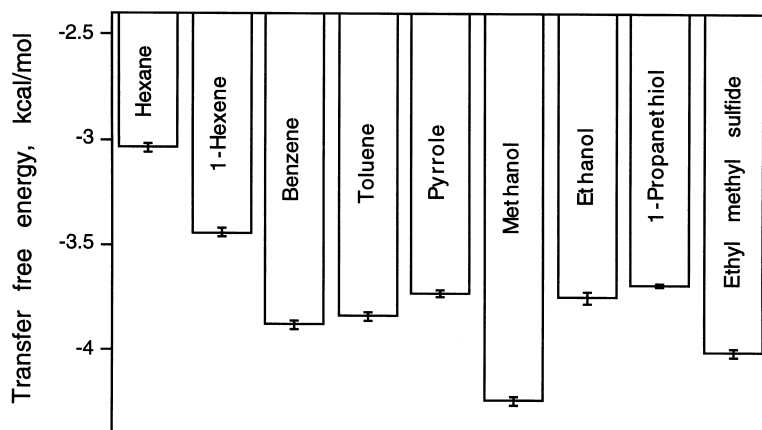 Transfer free energy, kcal/mol
-2.5
-3
-3.5
-4
Hexane
1-Hexene
Benzene
Toluene
Pyrrole
Methanol
Ethanol
1-Propanethiol
Ethyl methyl sulfide